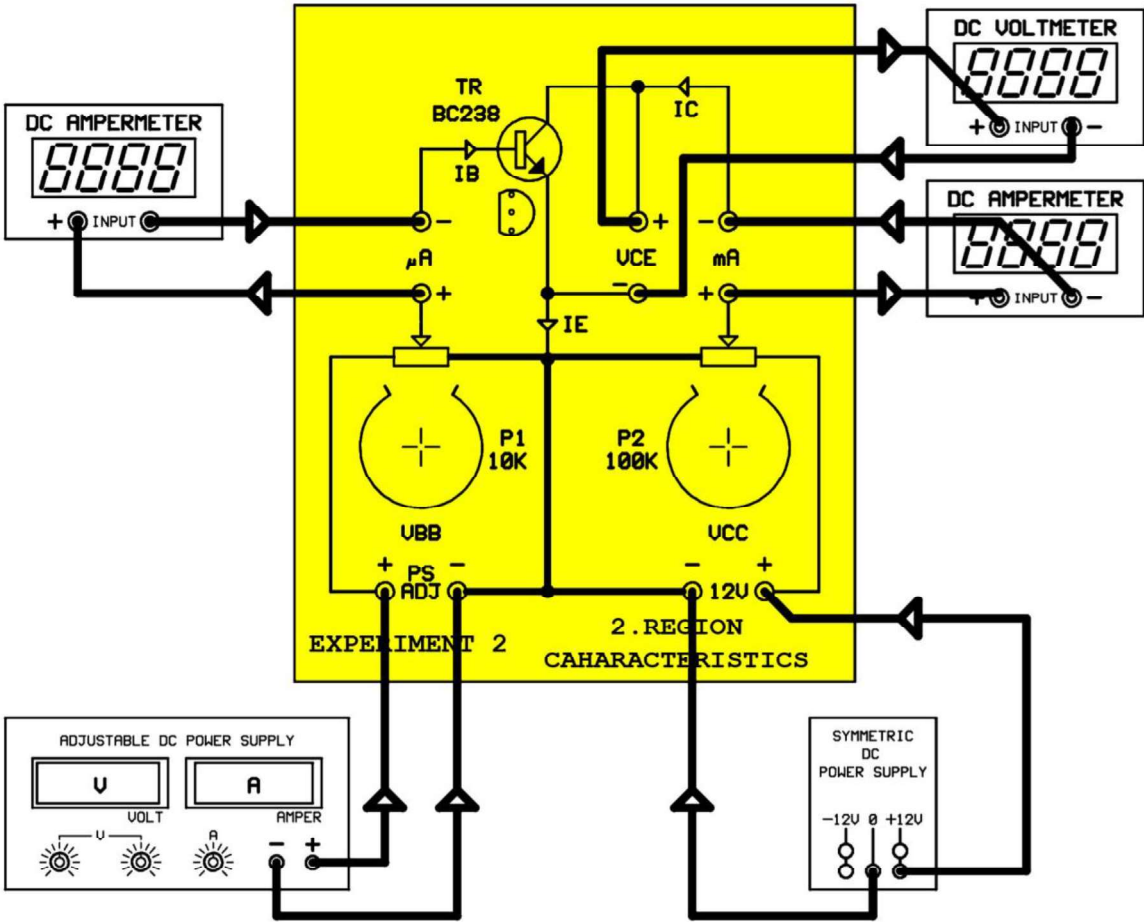 DC VOLTMETER
8888
+ INPUT -
DC AMPERMETER
8888
+ INPUT
TR
BC238
IC
IB
DC AMPERMETER
8888
+ INPUT -
- + -
μA VCE mA
+ - +
IE
P1
10K
P2
100K
VBB
VCC
+ PS -
ADJ
- 12V +
EXPERIMENT 2
2.REGION
CAHARACTERISTICS
ADJUSTABLE DC POWER SUPPLY
V A
VOLT AMPER
V A - +
SYMMETRIC
DC
POWER SUPPLY
-12V 0 +12V